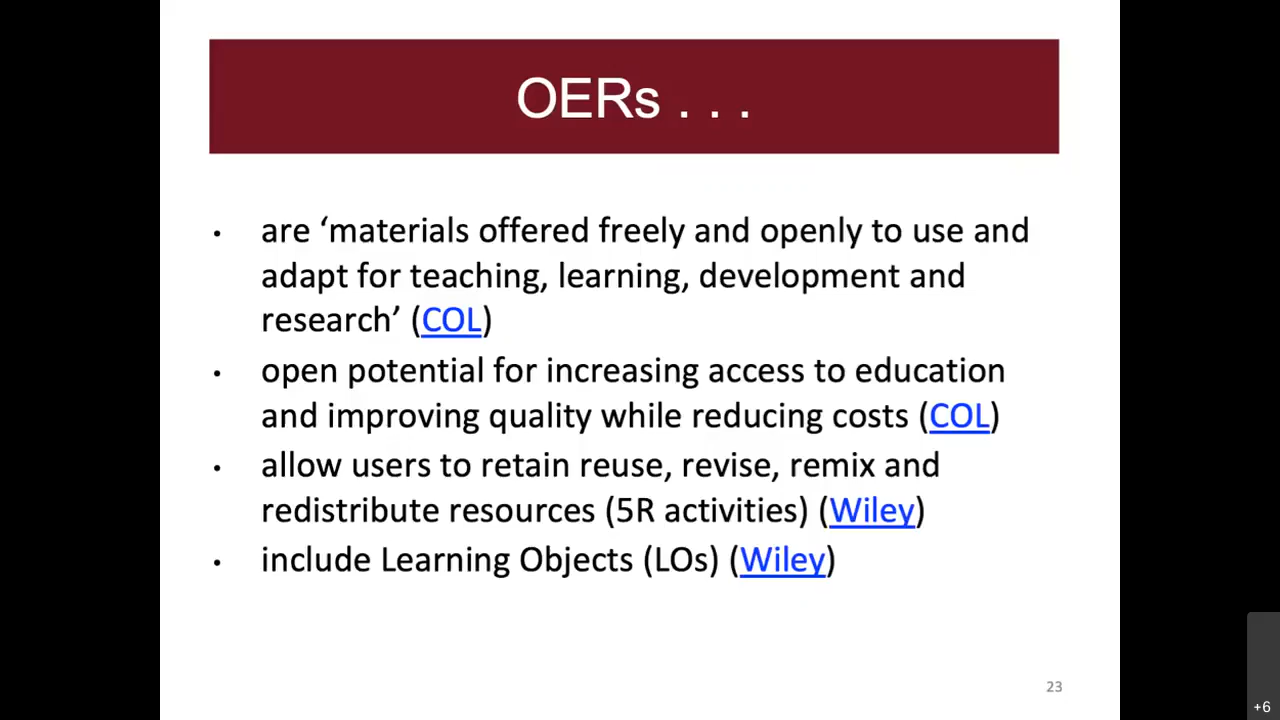 OERs . . .
• are ‘materials offered freely and openly to use and
adapt for teaching, learning, development and
research’ (COL)
• open potential for increasing access to education
and improving quality while reducing costs (COL)
• allow users to retain reuse, revise, remix and
redistribute resources (5R activities) (Wiley)
• include Learning Objects (LOs) (Wiley)
23
+6